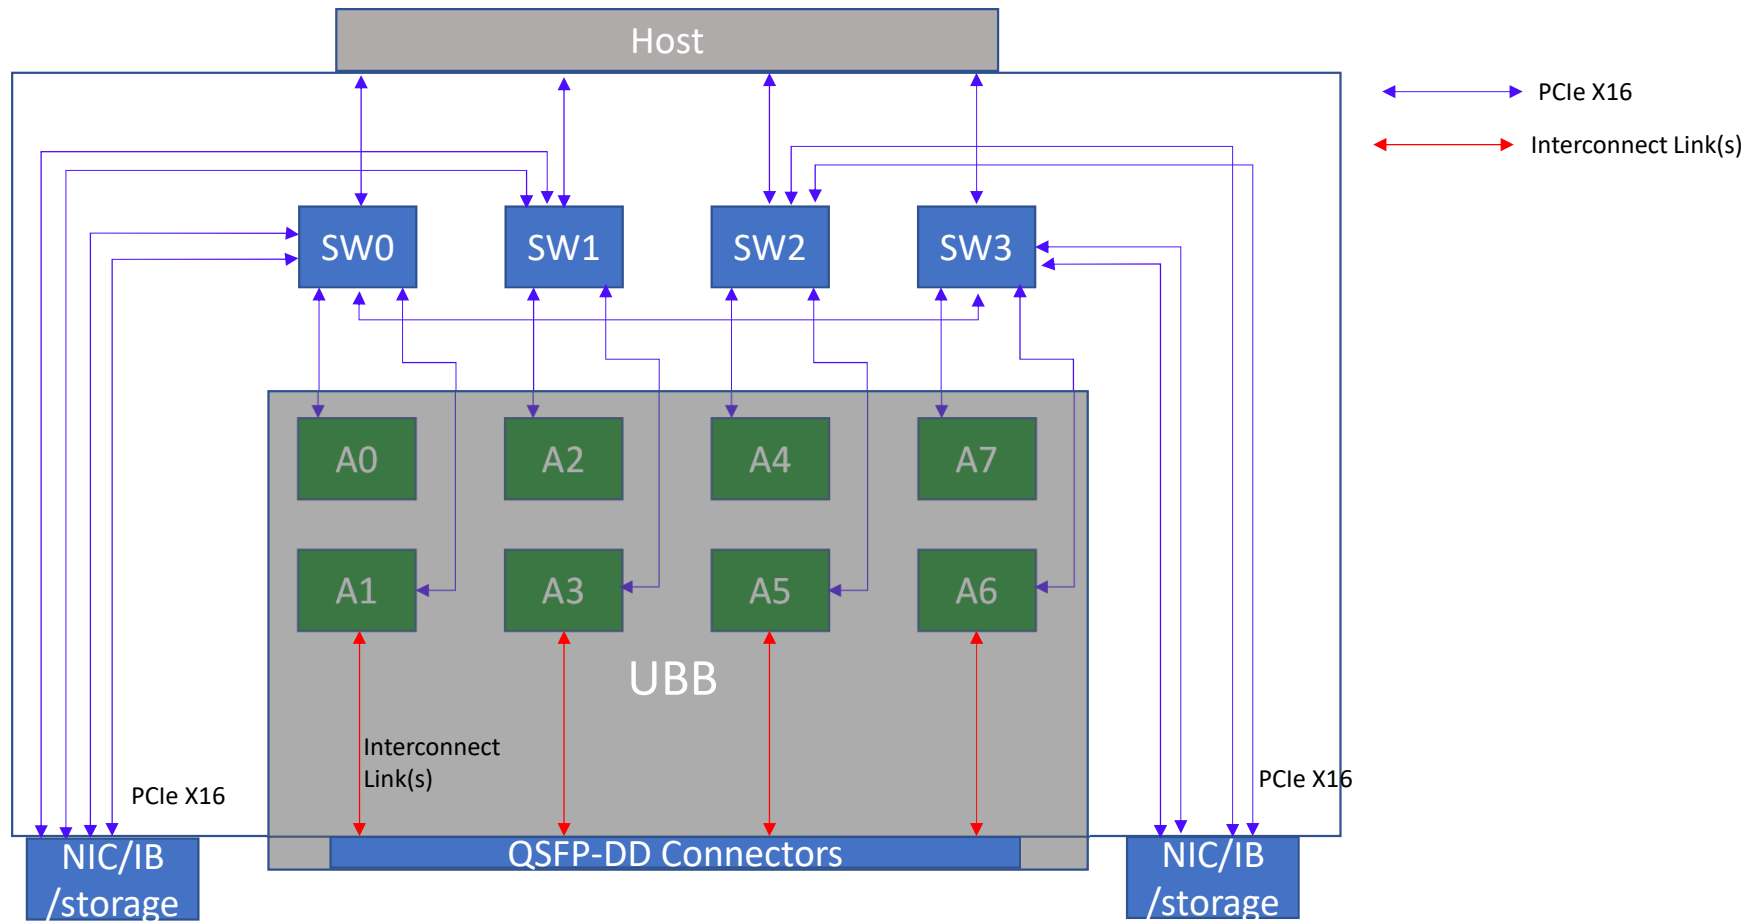 Host
PCIe X16
Interconnect Link(s)
SW0
SW1
SW2
SW3
A0
A2
A4
A7
A1
A3
A5
A6
UBB
Interconnect
Link(s)
PCIe X16
PCIe X16
NIC/IB
/storage
QSFP-DD Connectors
NIC/IB
/storage